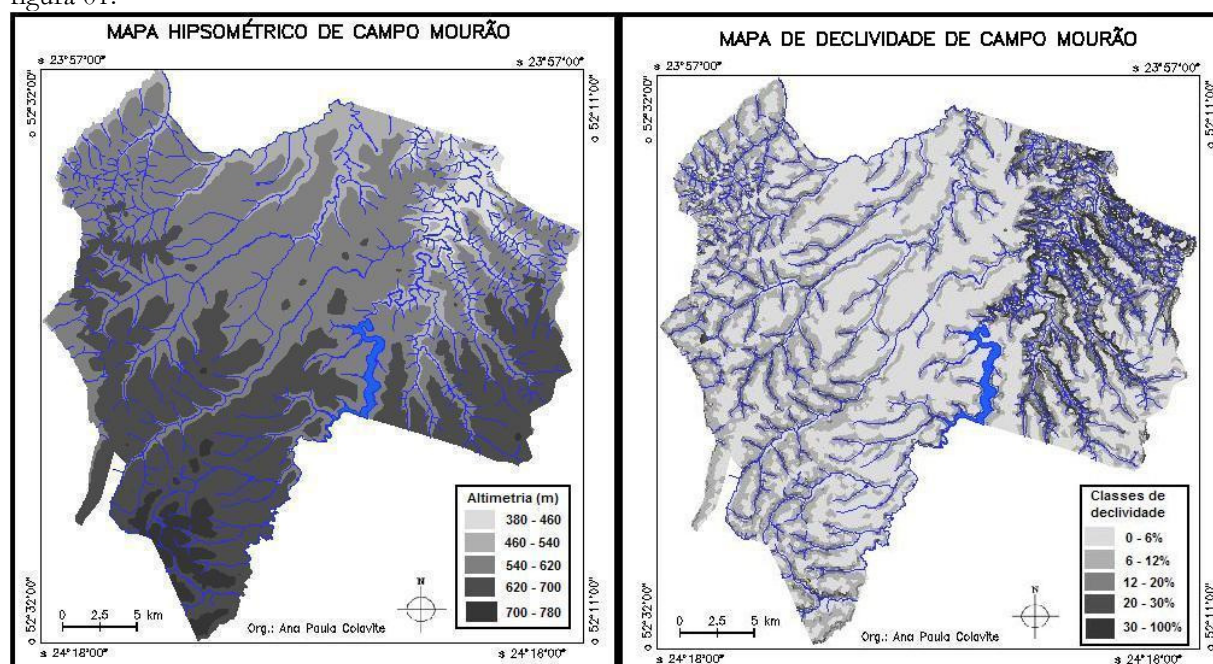 figura 01.
MAPA HIPSOMÉTRICO DE CAMPO MOURÃO
s 23°57'00"
s 23°57'00"
o 52°32'00"
o 52°11'00"
Altimetria (m)
380 - 460
460 - 540
540 - 620
620 - 700
700 - 780
N
0 2.5 5 km
Org.: Ana Paula Colavite
o 52°32'00"
o 52°11'00"
s 24°18'00"
s 24°18'00"
MAPA DE DECLIVIDADE DE CAMPO MOURÃO
s 23°57'00"
s 23°57'00"
o 52°32'00"
o 52°11'00"
Classes de
declividade
0 - 6%
6 - 12%
12 - 20%
20 - 30%
30 - 100%
N
0 2.5 5 km
Org.: Ana Paula Colavite
o 52°32'00"
o 52°11'00"
s 24°18'00"
s 24°18'00"